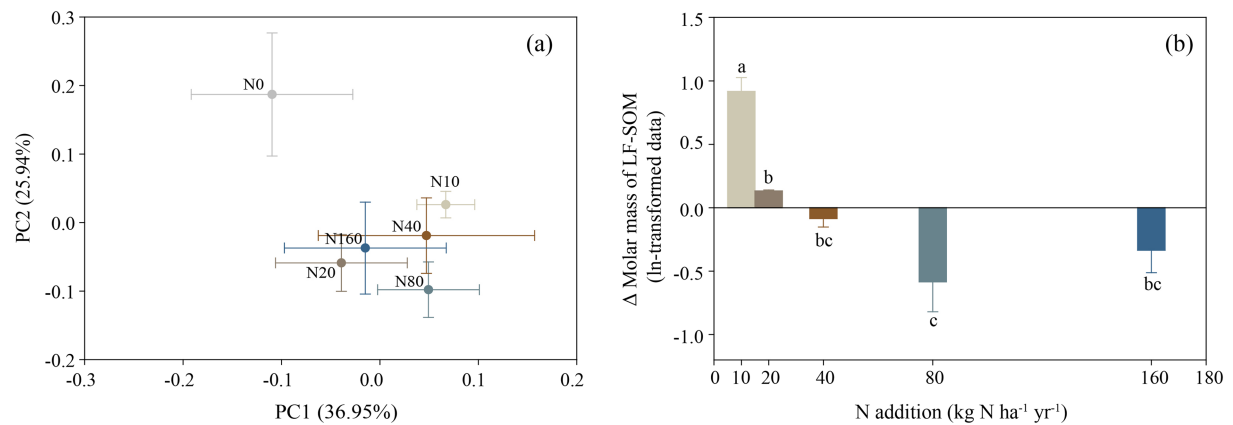 (a)
0.3
0.2
0.1
0.0
-0.1
-0.2
PC2 (25.94%)
N0
N10
N40
N160
N20
N80
-0.3
-0.2
-0.1
0.0
0.1
0.2
PC1 (36.95%)
(b)
1.0
0.5
0.0
-0.5
-1.0
Δ Molar mass of LF-SOM
(ln-transformed data)
a
b
bc
c
bc
0
10
20
40
80
160
180
N addition (kg N ha⁻¹ yr⁻¹)